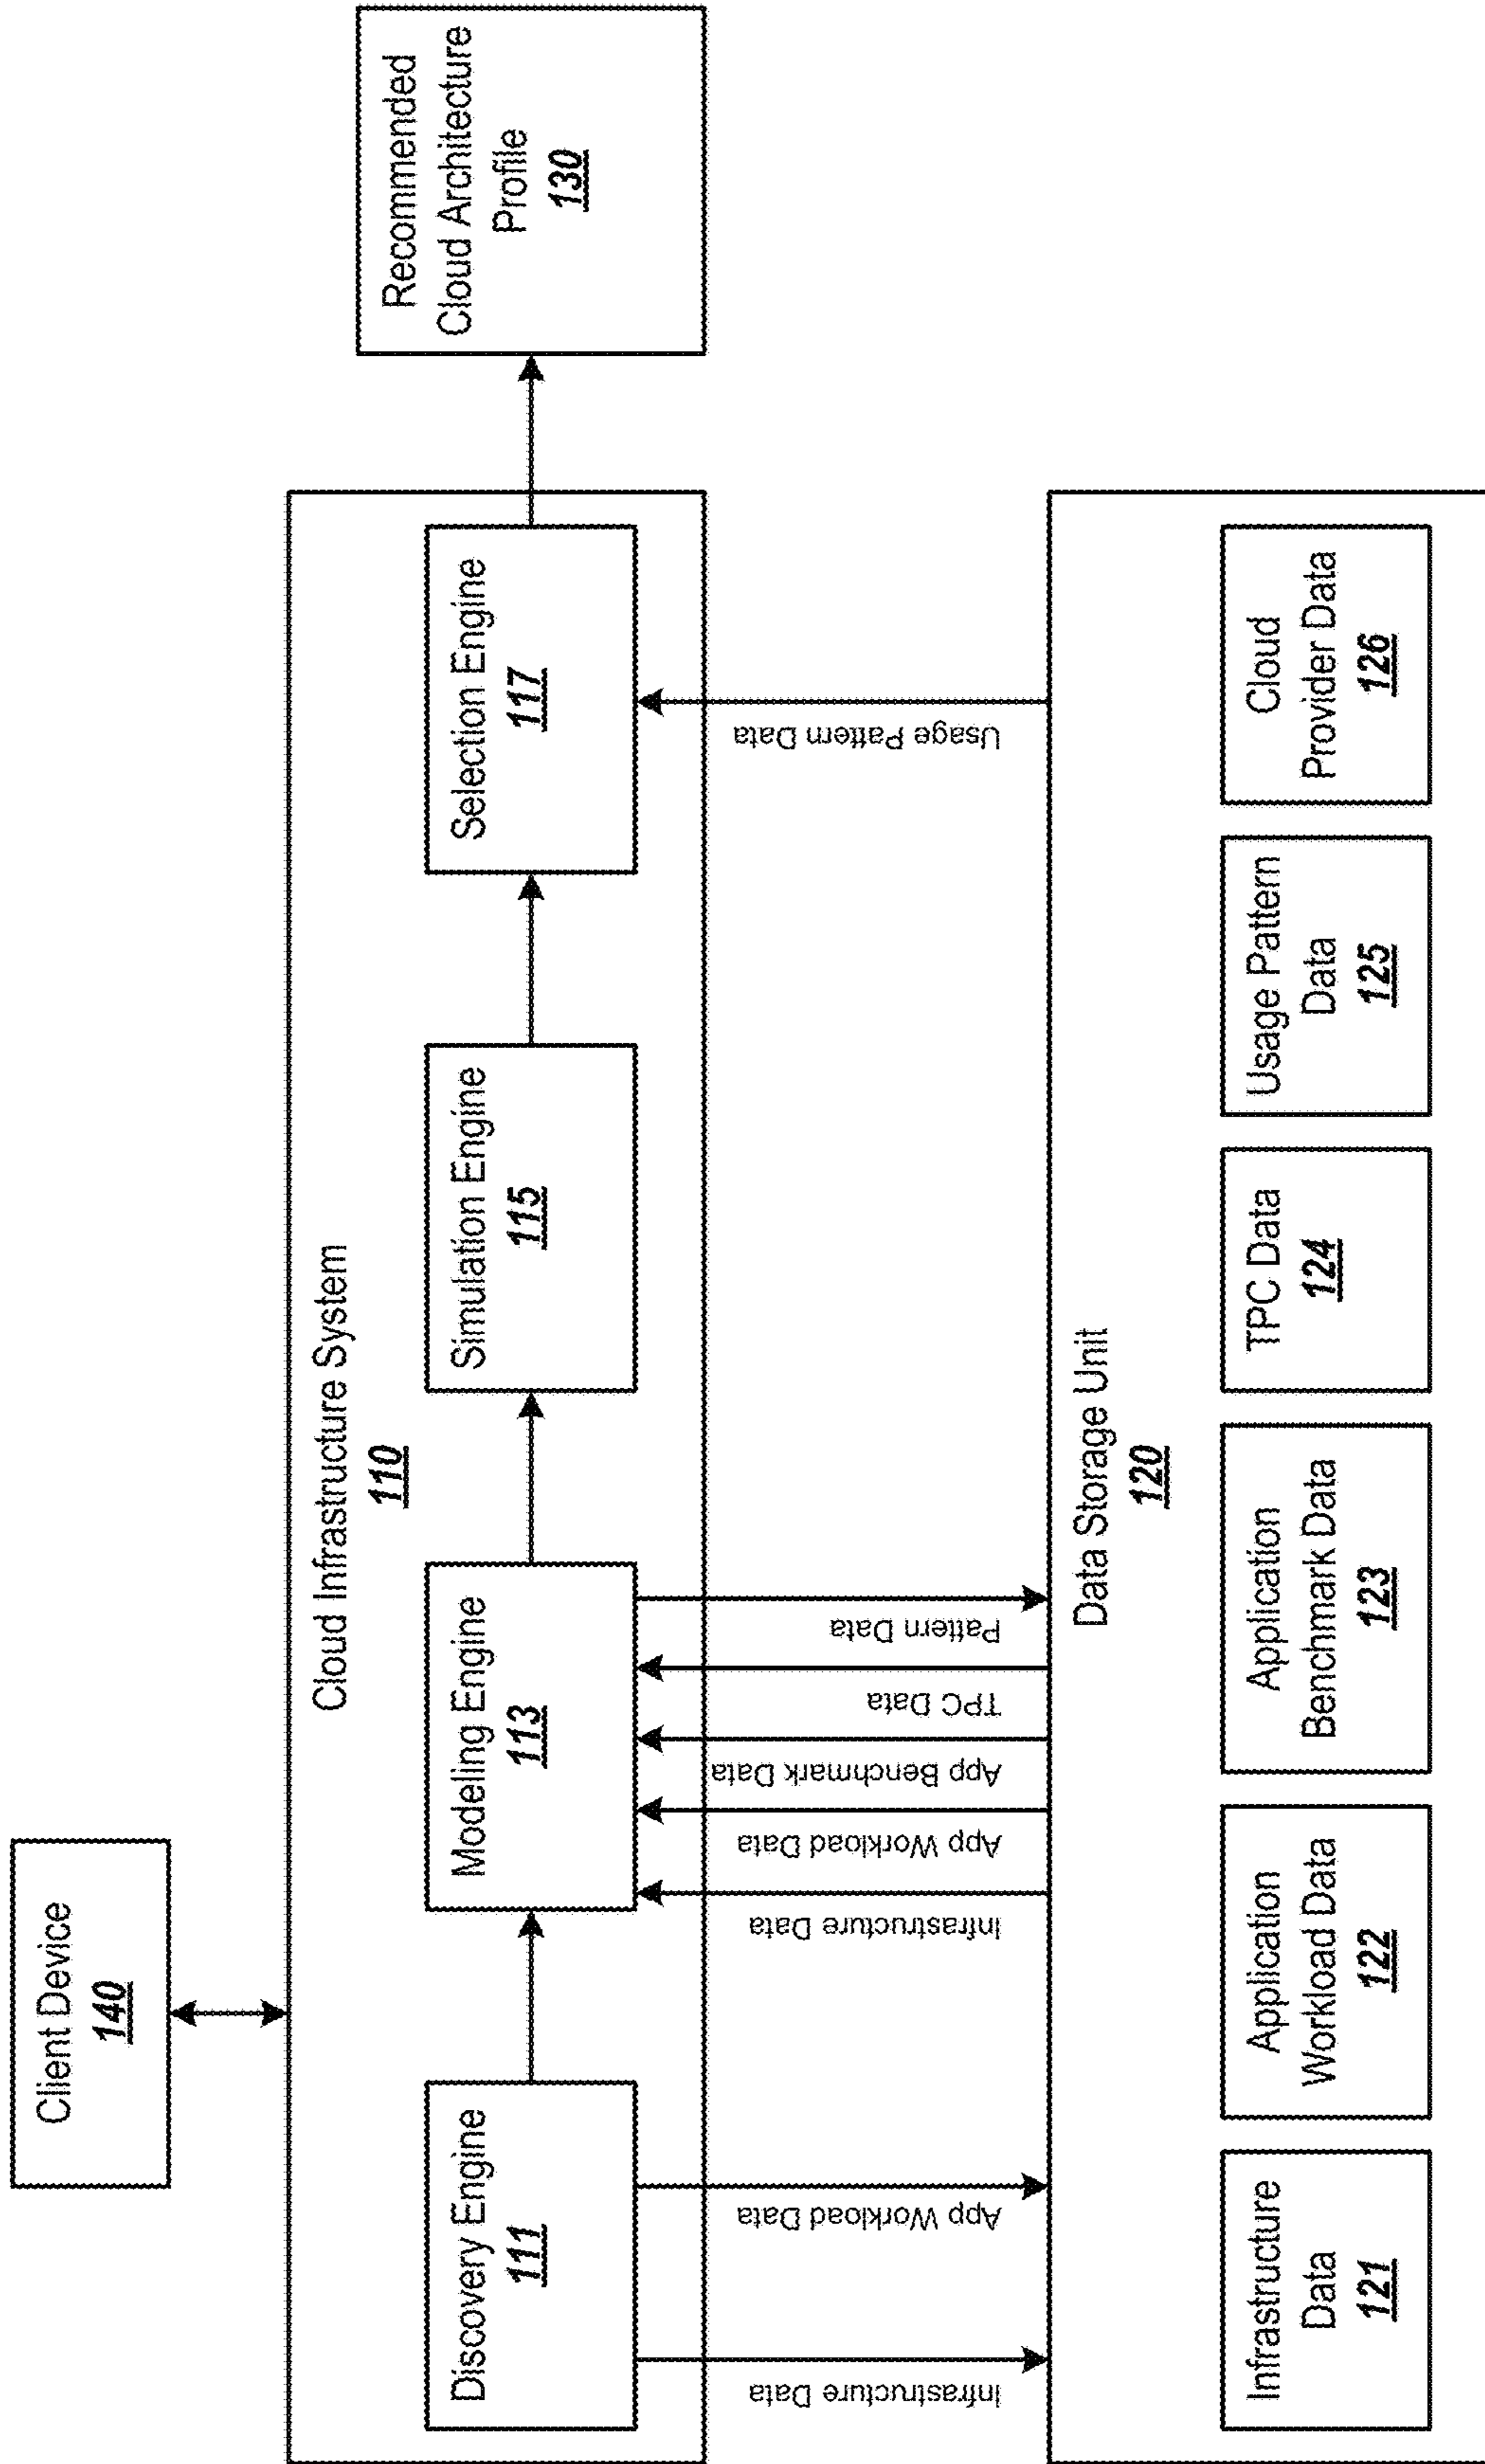 Client Device
140
Cloud Infrastructure System
110
Discovery Engine
111
Modeling Engine
113
Simulation Engine
115
Selection Engine
117
Recommended
Cloud Architecture
Profile
130
Infrastructure Data
App Workload Data
Infrastructure Data
App Workload Data
App Benchmark Data
TPC Data
Pattern Data
Usage Pattern Data
Data Storage Unit
120
Infrastructure
Data
121
Application
Workload Data
122
Application
Benchmark Data
123
TPC Data
124
Usage Pattern
Data
125
Cloud
Provider Data
126